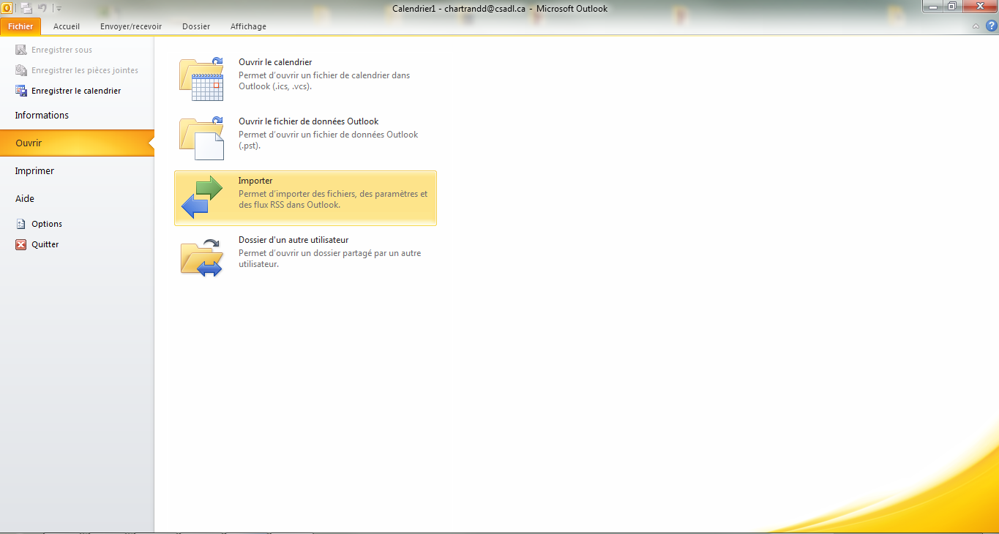 Calendrier1 - chartrandd@csadl.ca - Microsoft Outlook
Fichier Accueil Envoyer/recevoir Dossier Affichage
Enregistrer sous
Enregistrer les pièces jointes
Enregistrer le calendrier
Informations
Ouvrir
Imprimer
Aide
Options
Quitter
Ouvrir le calendrier
Permet d'ouvrir un fichier de calendrier dans
Outlook (.ics, .vcs).
Ouvrir le fichier de données Outlook
Permet d'ouvrir un fichier de données Outlook
(.pst).
Importer
Permet d'importer des fichiers, des paramètres et
des flux RSS dans Outlook.
Dossier d'un autre utilisateur
Permet d'ouvrir un dossier partagé par un autre
utilisateur.